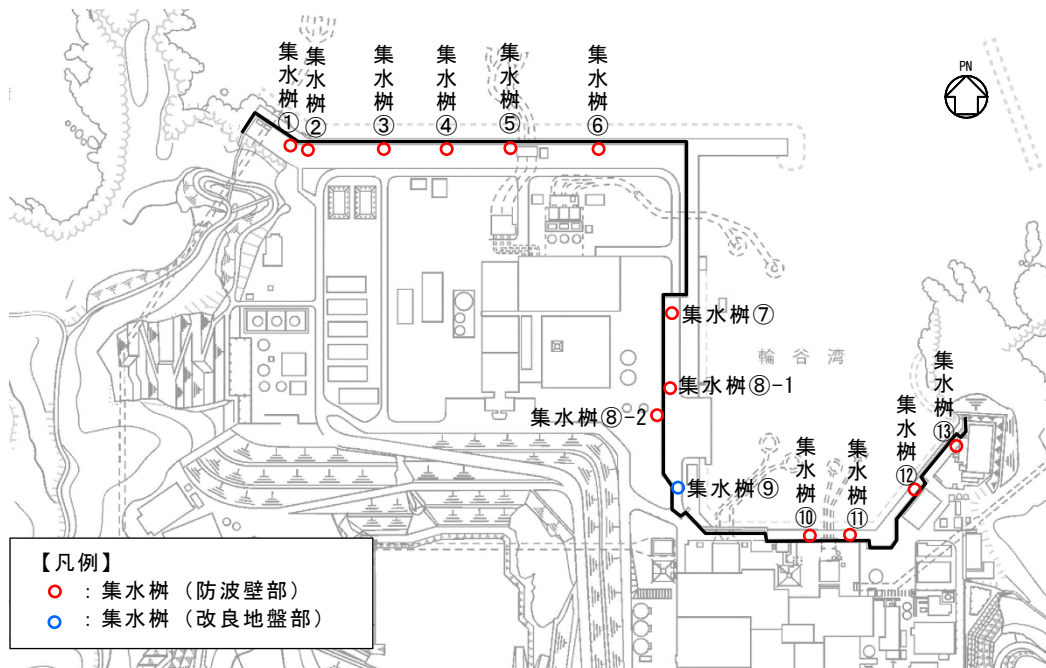 集水桝①
集水桝②
集水桝③
集水桝④
集水桝⑤
集水桝⑥
PN
集水桝⑦
輪谷湾
集水桝⑧-1
集水桝⑧-2
集水桝⑨
集水桝⑩
集水桝⑪
集水桝⑫
集水桝⑬
【凡例】
：集水桝（防波壁部）
：集水桝（改良地盤部）